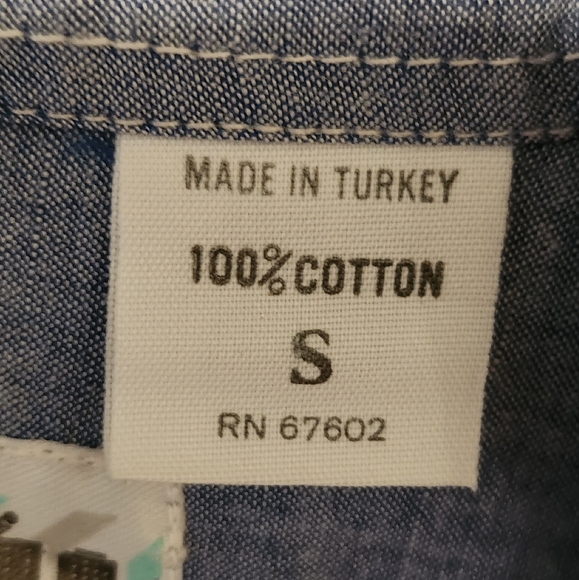 MADE IN TURKEY
100% COTTON
S
RN 67602